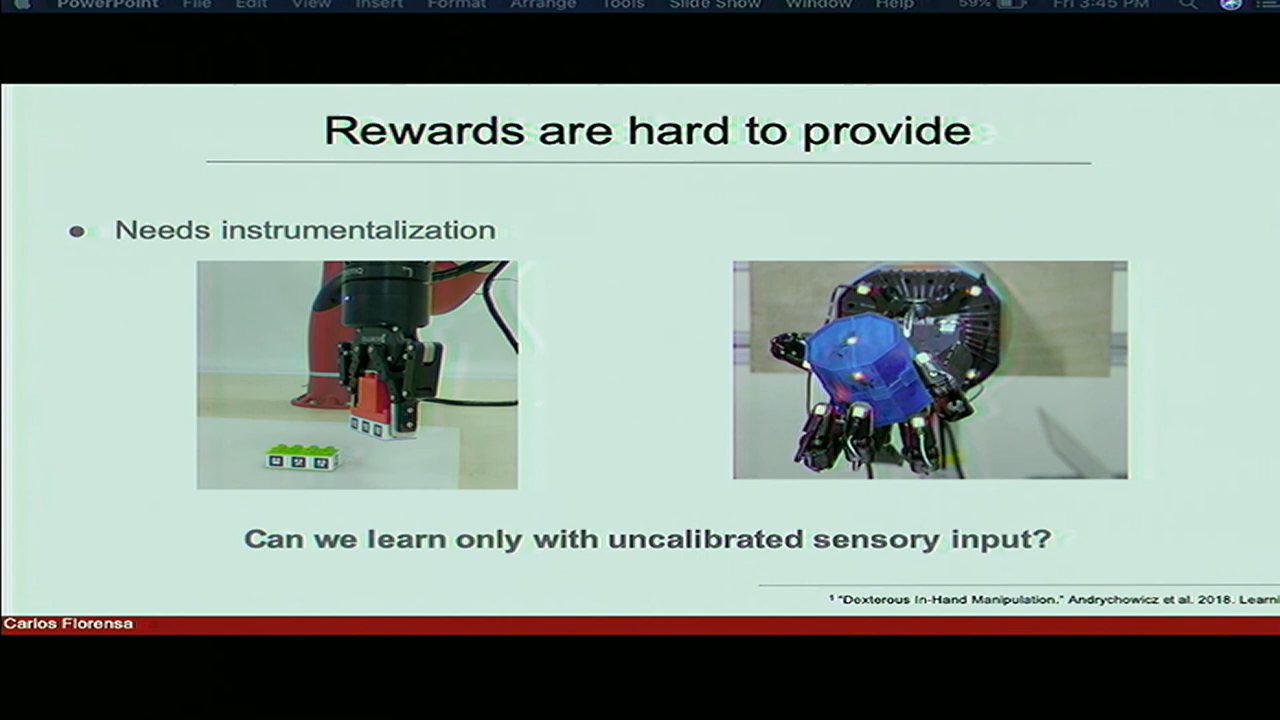 PowerPoint File Edit View Insert Format Arrange Tools Slide Show Window Help 59% Fri 3:45 PM
Rewards are hard to provide
● Needs instrumentalization
Can we learn only with uncalibrated sensory input?
¹ "Dexterous In-Hand Manipulation." Andrychowicz et al. 2018. Learni
Carlos Florensa